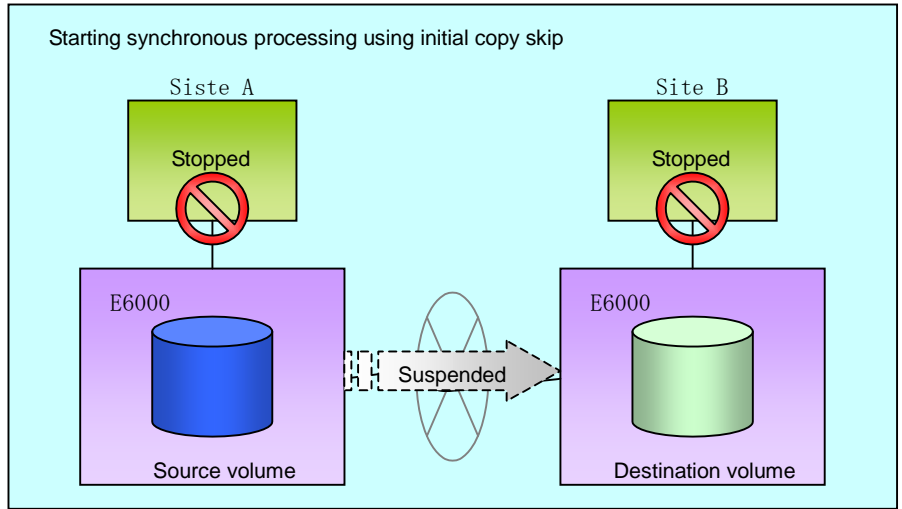 Starting synchronous processing using initial copy skip
Siste A
Site B
Stopped
Stopped
E6000
E6000
Suspended
Source volume
Destination volume